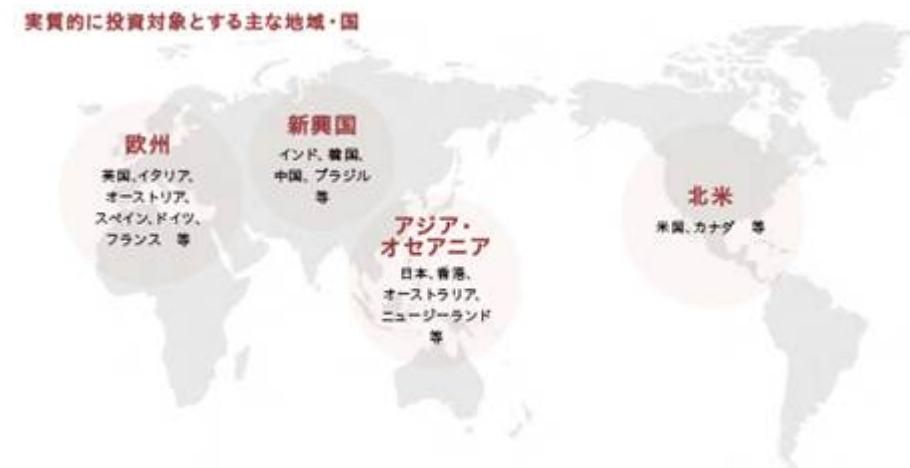 実質的に投資対象とする主な地域・国
欧州
英国、イタリア、
オーストリア、
スペイン、ドイツ、
フランス　等
新興国
インド、韓国、
中国、ブラジル
等
アジア・
オセアニア
日本、香港、
オーストラリア、
ニュージーランド
等
北米
米国、カナダ　等